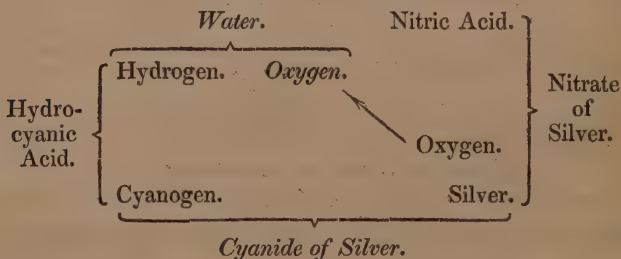 Water.
Nitric Acid.
Hydrogen. Oxygen.
Hydro-
cyanic
Acid.
Nitrate
of
Silver.
Oxygen.
Cyanogen.
Silver.
Cyanide of Silver.